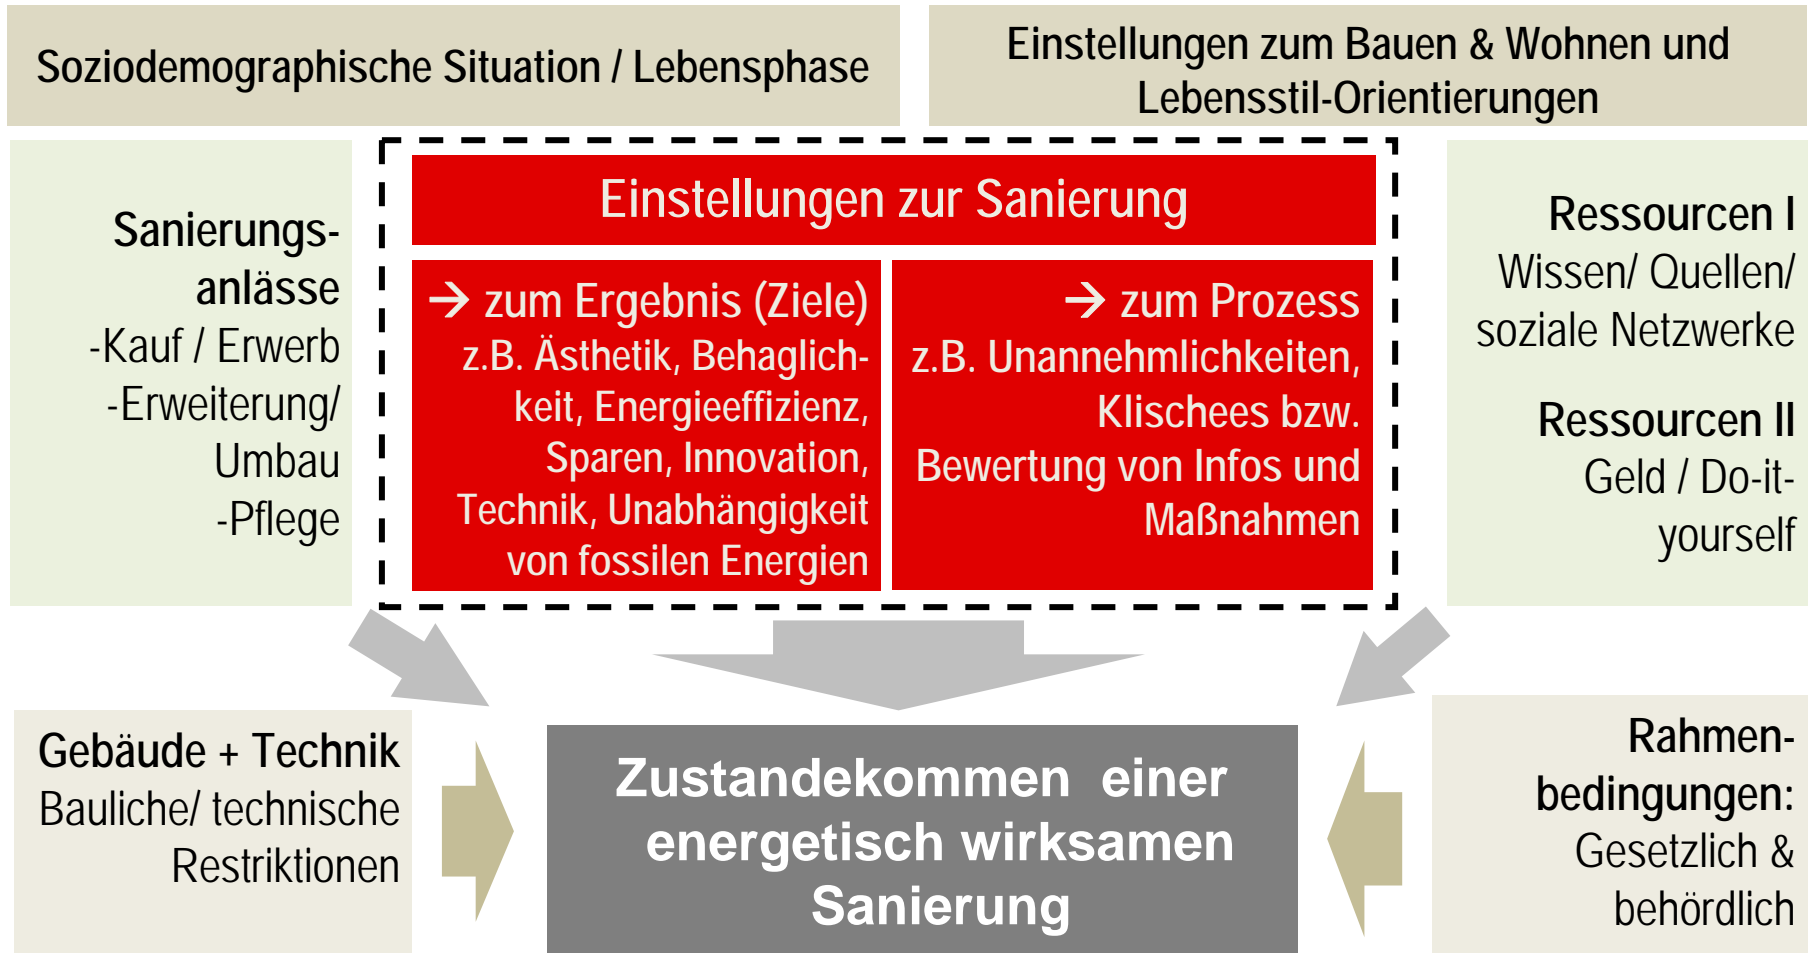 Soziodemographische Situation / Lebensphase
Einstellungen zum Bauen & Wohnen und
Lebensstil-Orientierungen
Sanierungs-
anlässe
-Kauf / Erwerb
-Erweiterung/
Umbau
-Pflege
Einstellungen zur Sanierung
→ zum Ergebnis (Ziele)
z.B. Ästhetik, Behaglich-
keit, Energieeffizienz,
Sparen, Innovation,
Technik, Unabhängigkeit
von fossilen Energien
→ zum Prozess
z.B. Unannehmlichkeiten,
Klischees bzw.
Bewertung von Infos und
Maßnahmen
Ressourcen I
Wissen/ Quellen/
soziale Netzwerke
Ressourcen II
Geld / Do-it-
yourself
Gebäude + Technik
Bauliche/ technische
Restriktionen
Zustandekommen einer
energetisch wirksamen
Sanierung
Rahmen-
bedingungen:
Gesetzlich &
behördlich